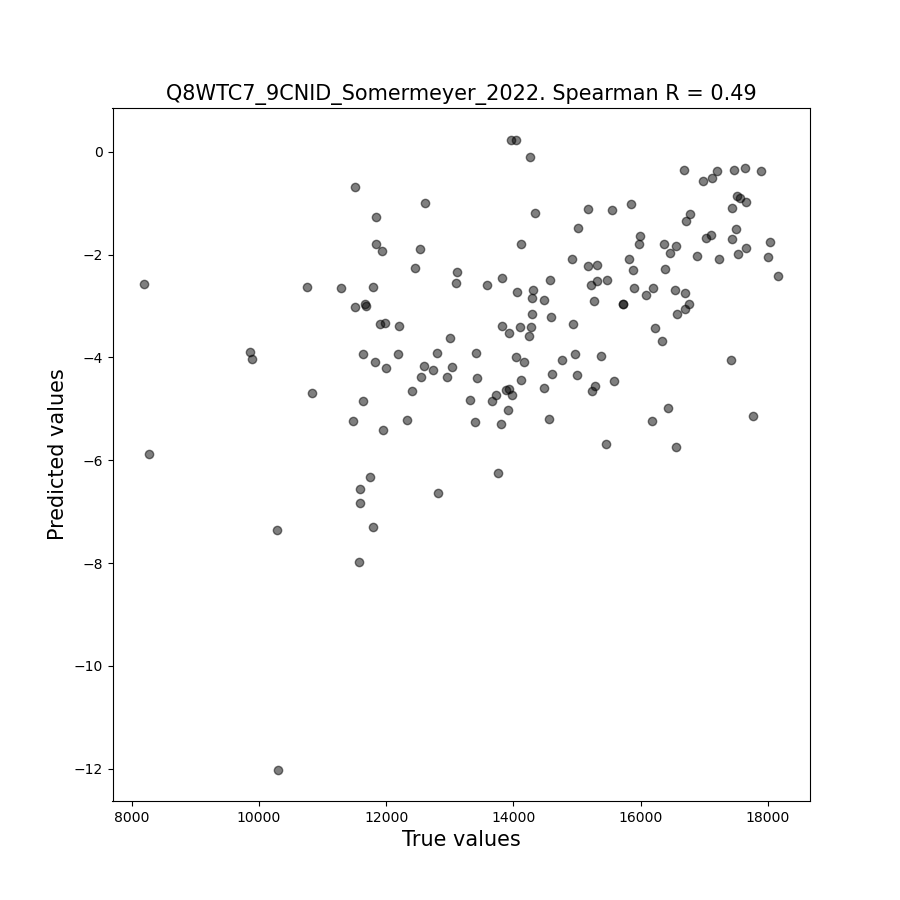 Q8WTC7_9CNID_Somermeyer_2022. Spearman R = 0.49
0
−2
−4
−6
−8
−10
−12
Predicted values
8000 10000 12000 14000 16000 18000
True values